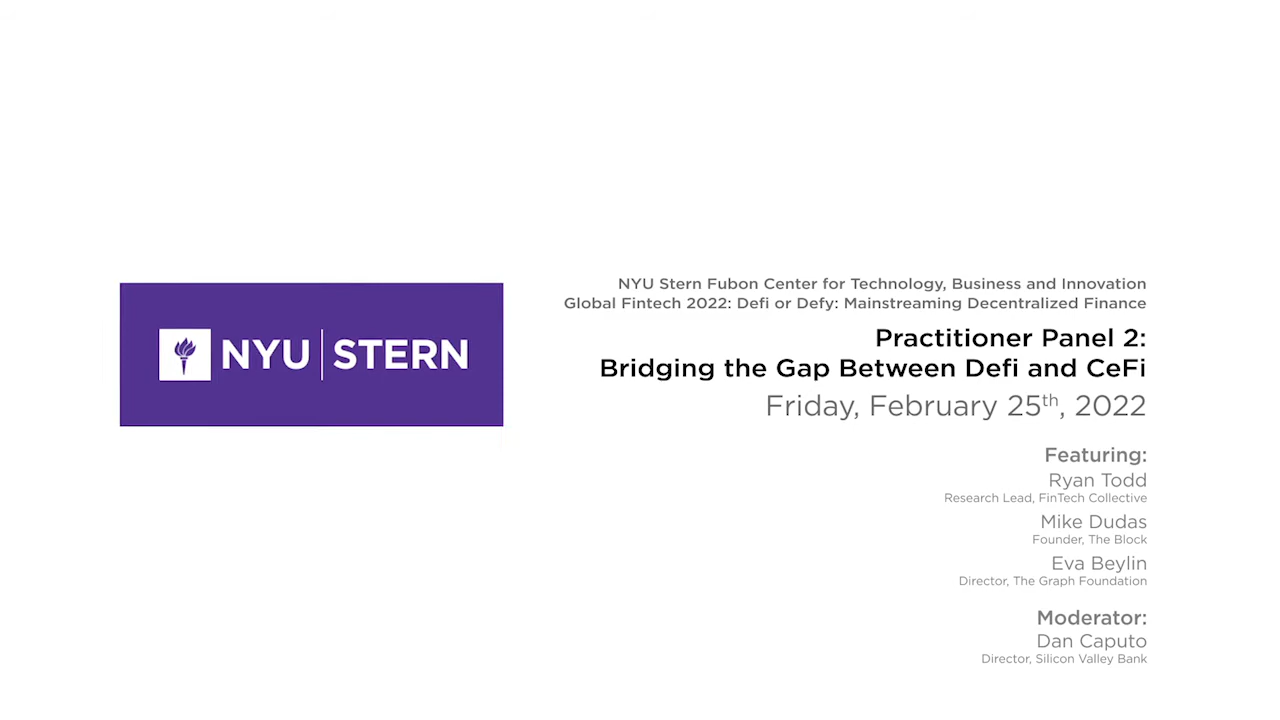 NYU STERN
NYU Stern Fubon Center for Technology, Business and Innovation
Global Fintech 2022: Defi or Defy: Mainstreaming Decentralized Finance
Practitioner Panel 2:
Bridging the Gap Between Defi and CeFi
Friday, February 25th, 2022
Featuring:
Ryan Todd
Research Lead, FinTech Collective
Mike Dudas
Founder, The Block
Eva Beylin
Director, The Graph Foundation
Moderator:
Dan Caputo
Director, Silicon Valley Bank